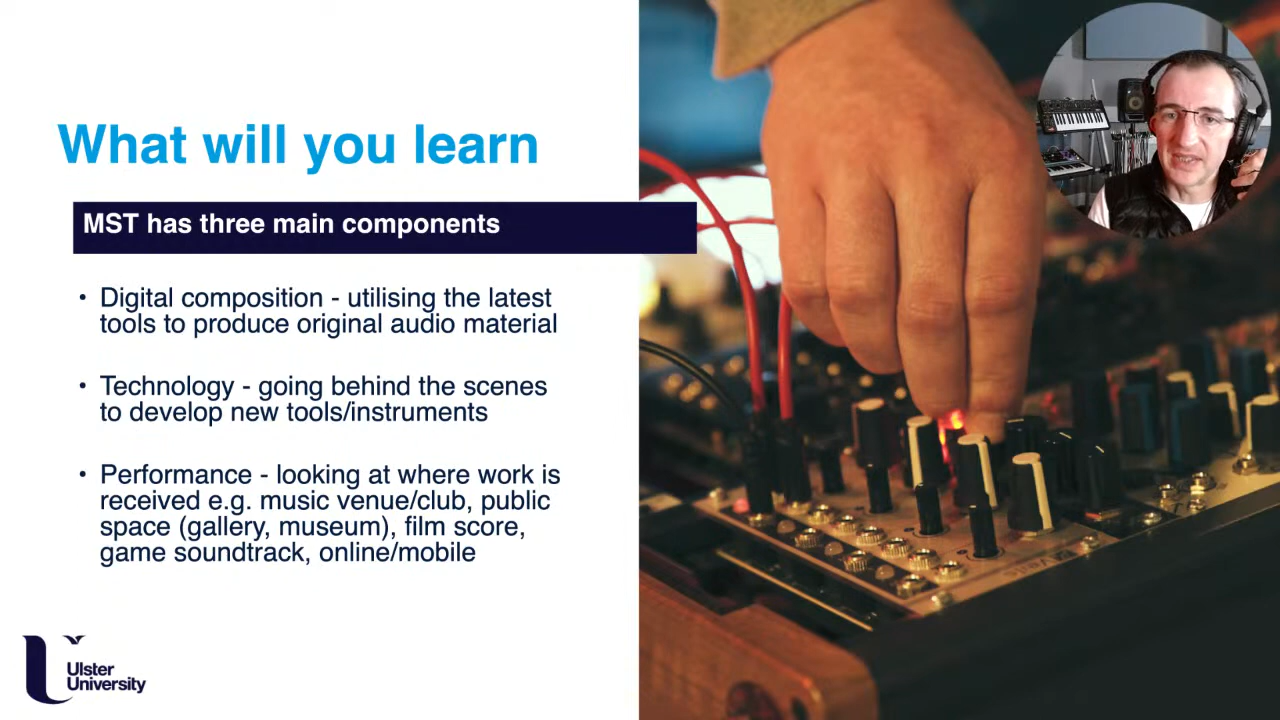 What will you learn
MST has three main components
• Digital composition - utilising the latest
tools to produce original audio material
• Technology - going behind the scenes
to develop new tools/instruments
• Performance - looking at where work is
received e.g. music venue/club, public
space (gallery, museum), film score,
game soundtrack, online/mobile
Ulster
University